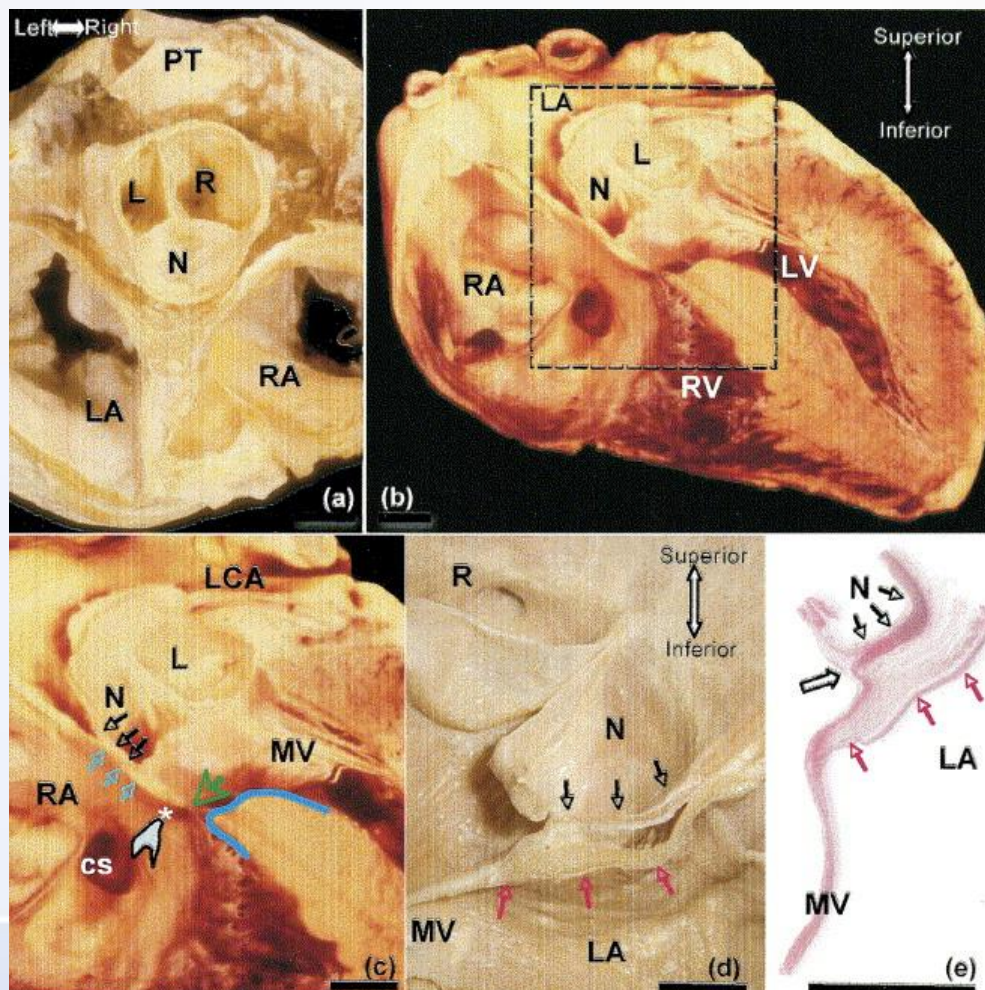 Left Right
PT
L
R
N
LA
RA
(a)
Superior
Inferior
LA
L
N
RA
LV
RV
(b)
LCA
L
N
MV
RA
*
cs
(c)
R
Superior
Inferior
N
MV
LA
(d)
N
LA
MV
(e)